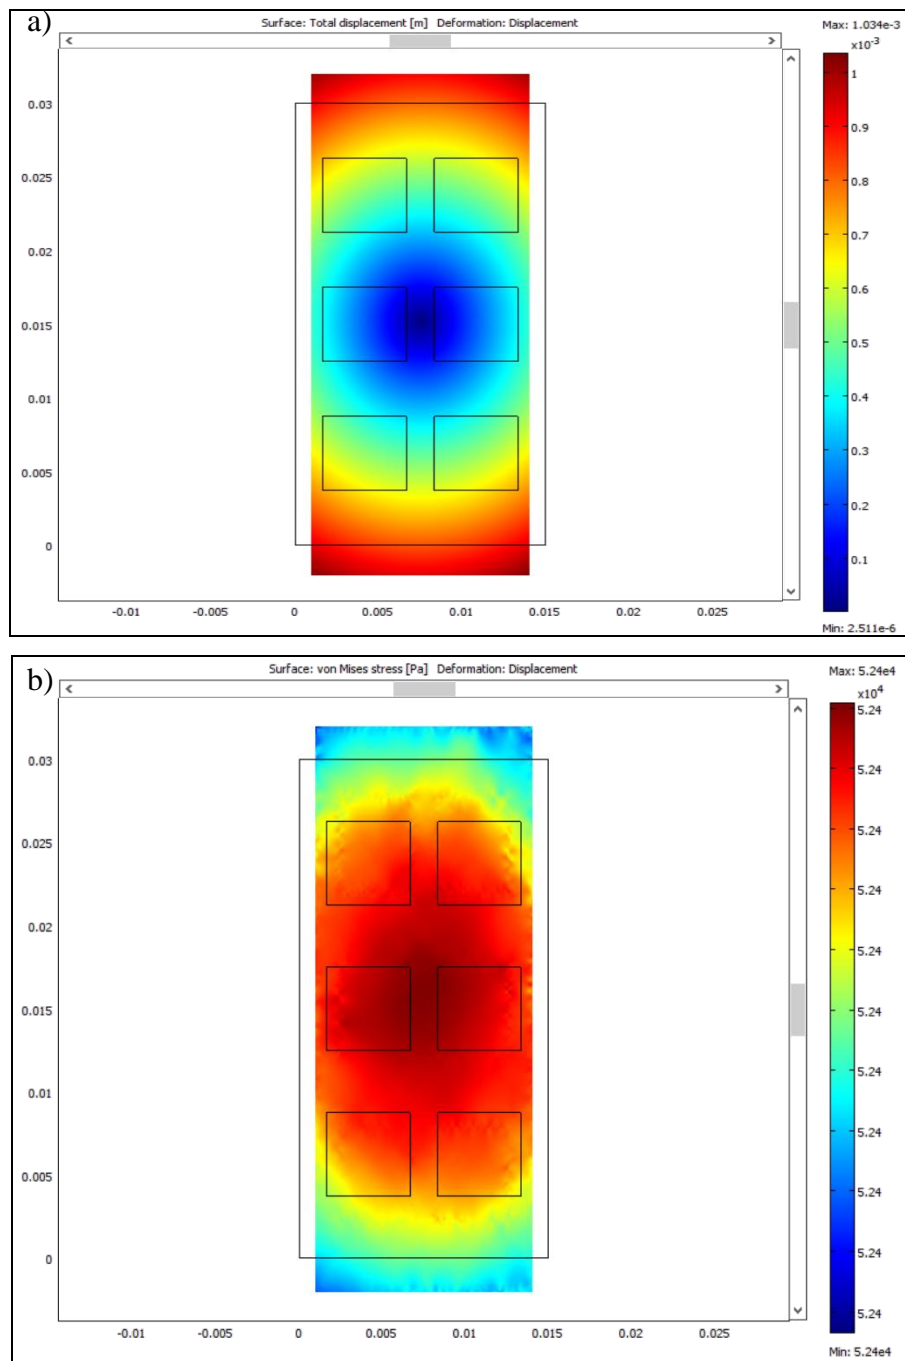 a)
Surface: Total displacement [m] Deformation: Displacement
Max: 1.034e-3
x10-3
1
0.9
0.8
0.7
0.6
0.5
0.4
0.3
0.2
0.1
Min: 2.511e-6
0.03
0.025
0.02
0.015
0.01
0.005
0
-0.01 -0.005 0 0.005 0.01 0.015 0.02 0.025
b)
Surface: von Mises stress [Pa] Deformation: Displacement
Max: 5.24e4
x10⁴
5.24
5.24
5.24
5.24
5.24
5.24
5.24
5.24
5.24
5.24
5.24
Min: 5.24e4
0.03
0.025
0.02
0.015
0.01
0.005
0
-0.01 -0.005 0 0.005 0.01 0.015 0.02 0.025